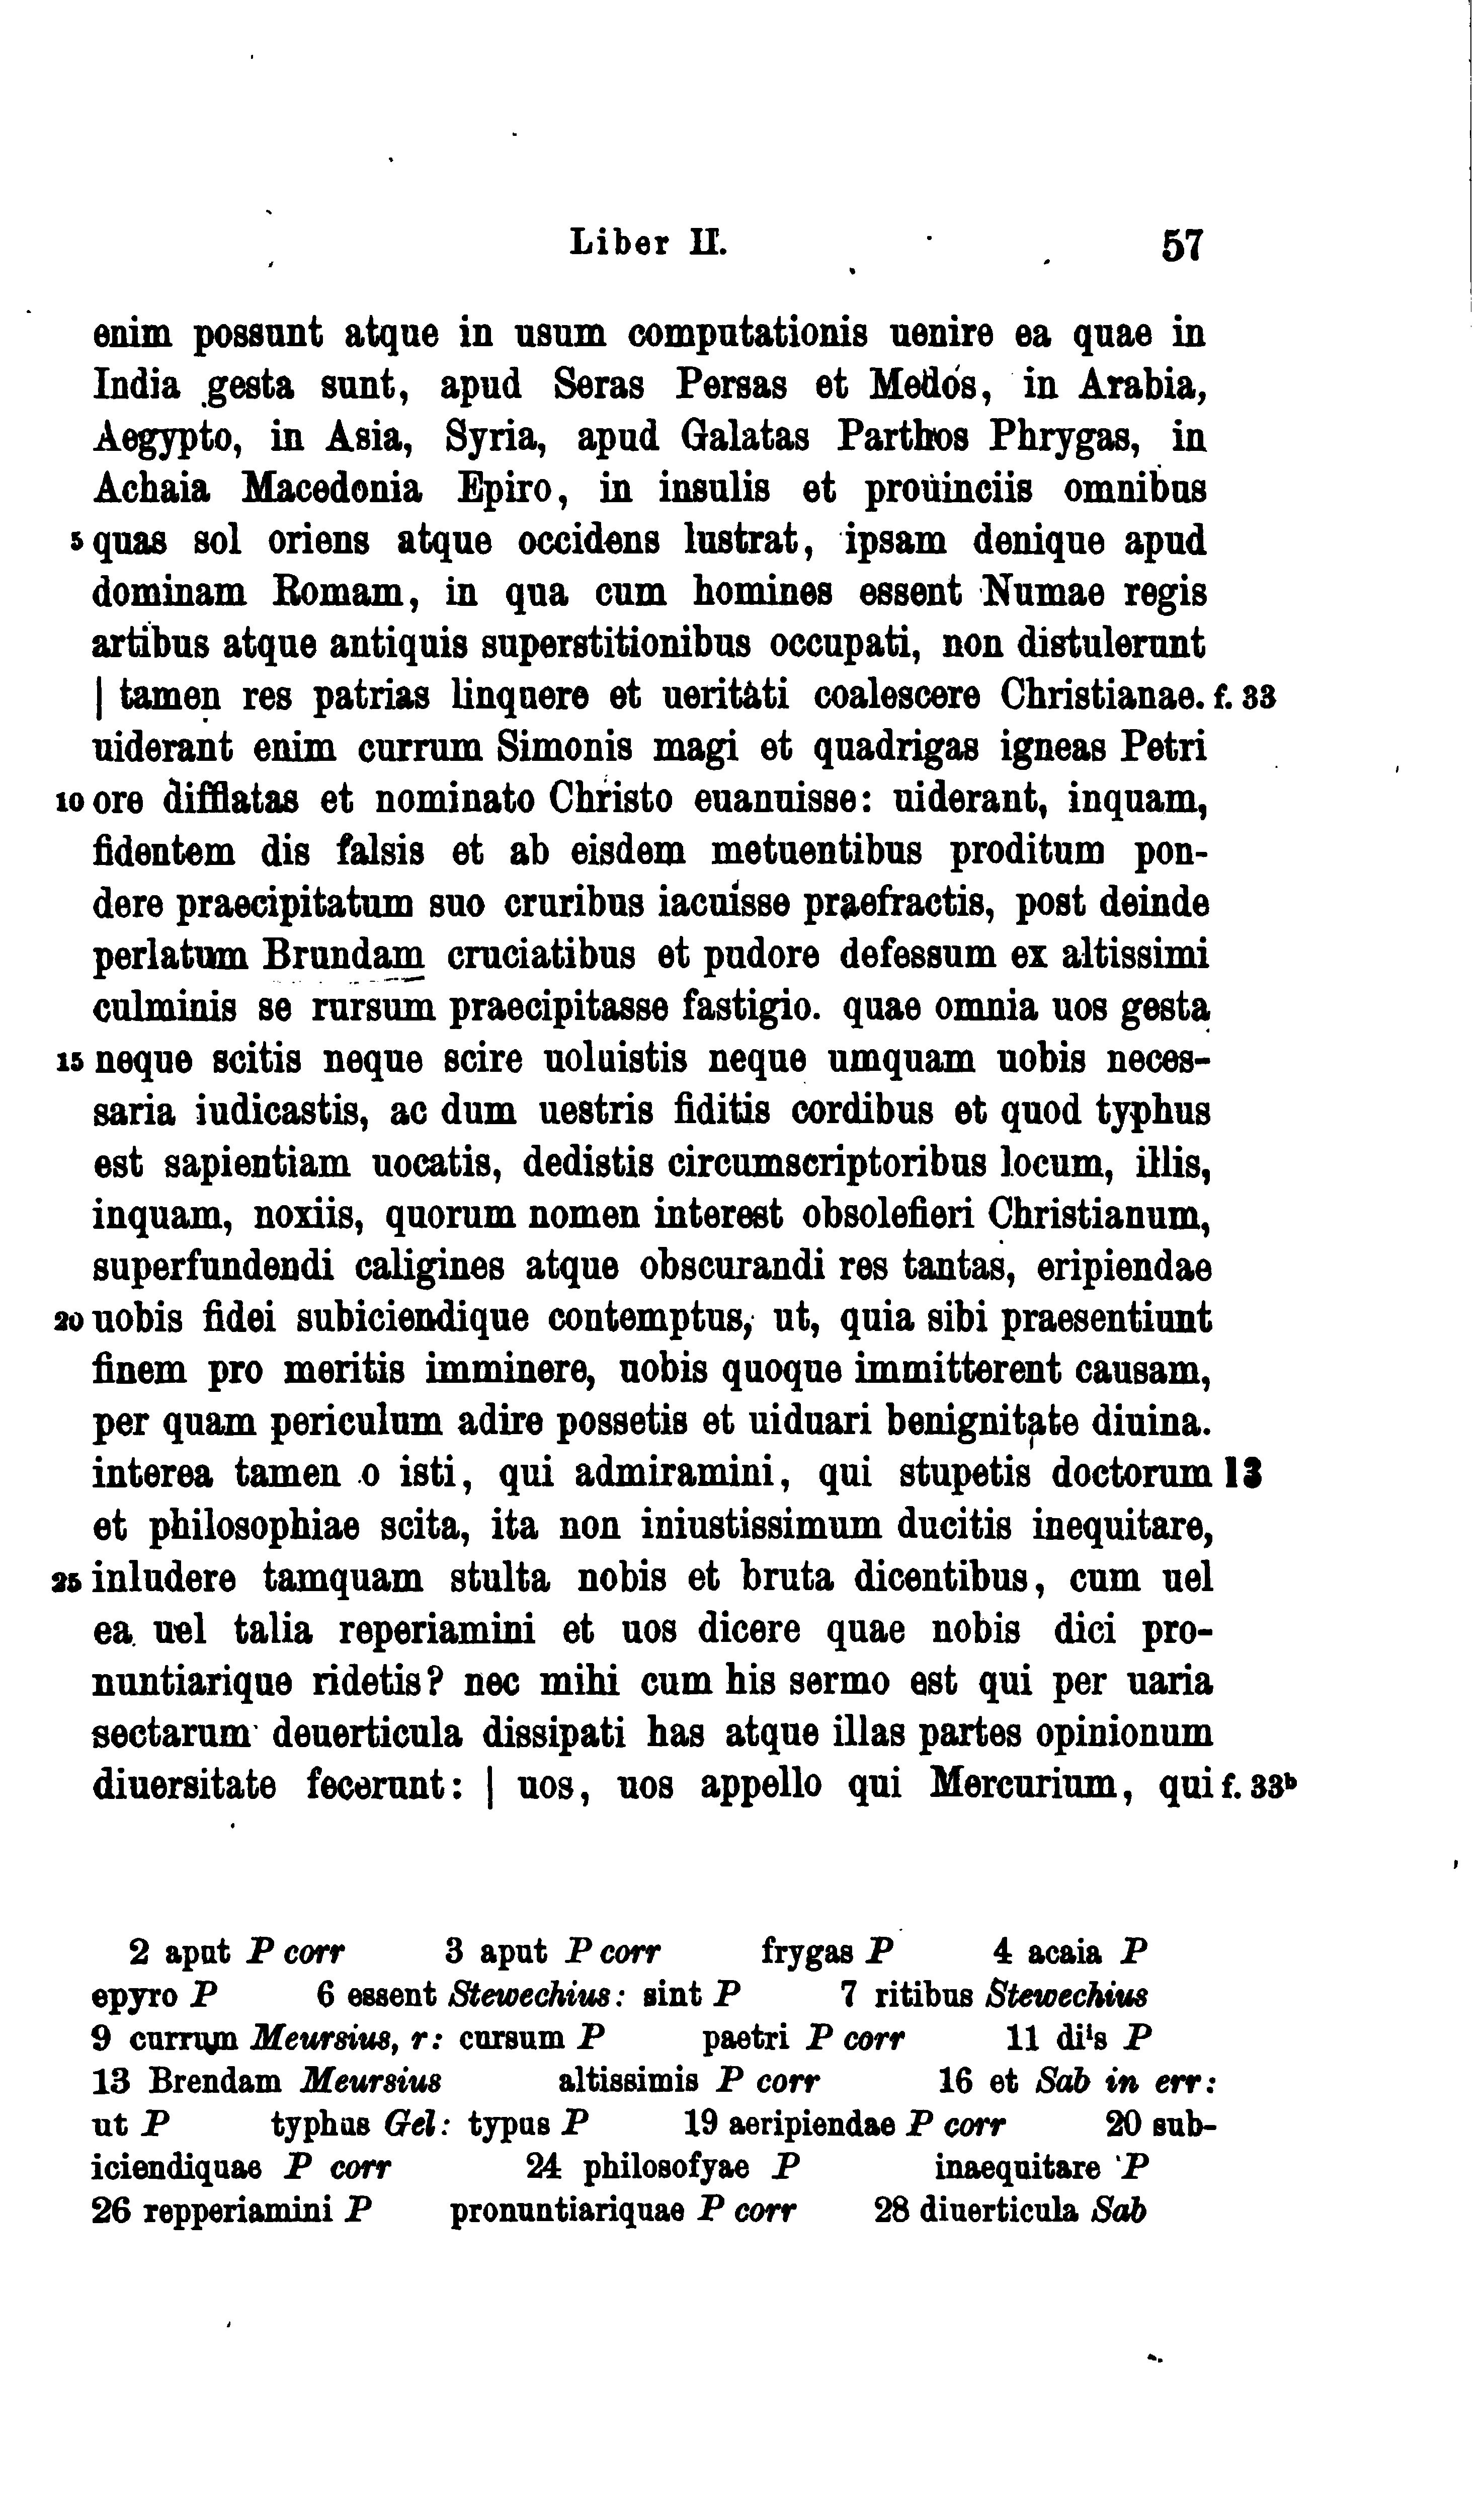 Liber II. 57
enim possunt atque in usum computationis uenire ea quae in
India gesta sunt, apud Seras Persas et Medos, in Arabia,
Aegypto, in Asia, Syria, apud Galatas Parthos Phrygas, in
Achaia Macedonia Epiro, in insulis et prouinciis omnibus
5 quas sol oriens atque occidens lustrat, ipsam denique apud
dominam Romam, in qua cum homines essent Numae regis
artibus atque antiquis superstitionibus occupati, non distulerunt
| tamen res patrias linquere et ueritati coalescere Christianae. f. 33
uiderant enim currum Simonis magi et quadrigas igneas Petri
10 ore difflatas et nominato Christo euanuisse: uiderant, inquam,
fidentem dis falsis et ab eisdem metuentibus proditum pon-
dere praecipitatum suo cruribus iacuisse praefractis, post deinde
perlatum Brundam cruciatibus et pudore defessum ex altissimi
culminis se rursum praecipitasse fastigio. quae omnia uos gesta
15 neque scitis neque scire uoluistis neque umquam uobis neces-
saria iudicastis, ac dum uestris fiditis cordibus et quod typhus
est sapientiam uocatis, dedistis circumscriptoribus locum, illis,
inquam, noxiis, quorum nomen interest obsolefieri Christianum,
superfundendi caligines atque obscurandi res tantas, eripiendae
20 uobis fidei subiciendique contemptus, ut, quia sibi praesentiunt
finem pro meritis imminere, uobis quoque immitterent causam,
per quam periculum adire possetis et uiduari benignitate diuina.
interea tamen o isti, qui admiramini, qui stupetis doctorum 13
et philosophiae scita, ita non iniustissimum ducitis inequitare,
25 inludere tamquam stulta nobis et bruta dicentibus, cum uel
ea uel talia reperiamini et uos dicere quae nobis dici pro-
nuntiarique ridetis? nec mihi cum his sermo est qui per uaria
sectarum deuerticula dissipati has atque illas partes opinionum
diuersitate fecerunt: | uos, uos appello qui Mercurium, qui f. 33ᵇ
2 aput P corr 3 aput P corr frygas P 4 acaia P
epyro P 6 essent Stewechius: sint P 7 ritibus Stewechius
9 currum Meursius, r: cursum P paetri P corr 11 diⁱs P
13 Brendam Meursius altissimis P corr 16 et Sab in err:
ut P typhus Gel: typus P 19 aeripiendae P corr 20 sub-
iciendiquae P corr 24 philosofyae P inaequitare P
26 repperiamini P pronuntiariquae P corr 28 diuerticula Sab